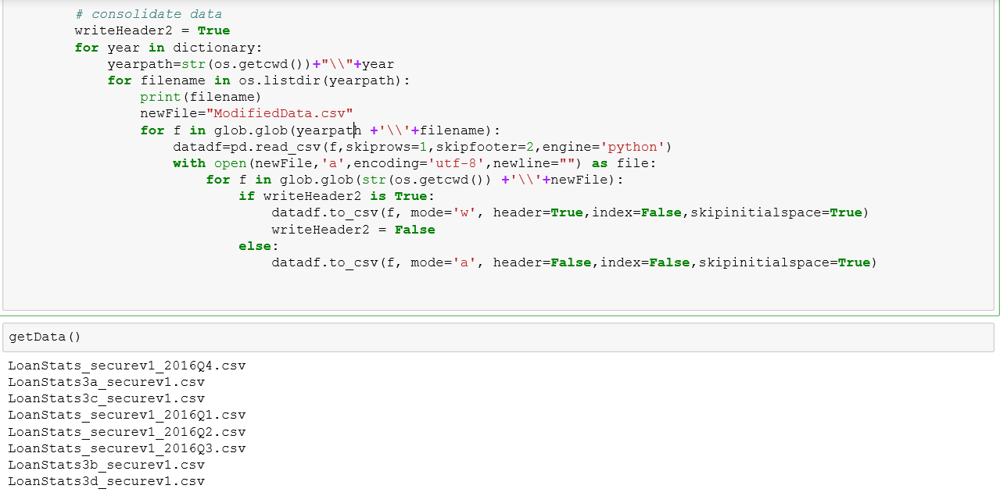 # consolidate data
writeHeader2 = True
for year in dictionary:
yearpath=str(os.getcwd())+"\\"+year
for filename in os.listdir(yearpath):
print(filename)
newFile="ModifiedData.csv"
for f in glob.glob(yearpath +'\\'+filename):
datadf=pd.read_csv(f,skiprows=1,skipfooter=2,engine='python')
with open(newFile,'a',encoding='utf-8',newline="") as file:
for f in glob.glob(str(os.getcwd()) +'\\'+newFile):
if writeHeader2 is True:
datadf.to_csv(f, mode='w', header=True,index=False,skipinitialspace=True)
writeHeader2 = False
else:
datadf.to_csv(f, mode='a', header=False,index=False,skipinitialspace=True)
getData()
LoanStats_securev1_2016Q4.csv
LoanStats3a_securev1.csv
LoanStats3c_securev1.csv
LoanStats_securev1_2016Q1.csv
LoanStats_securev1_2016Q2.csv
LoanStats_securev1_2016Q3.csv
LoanStats3b_securev1.csv
LoanStats3d_securev1.csv